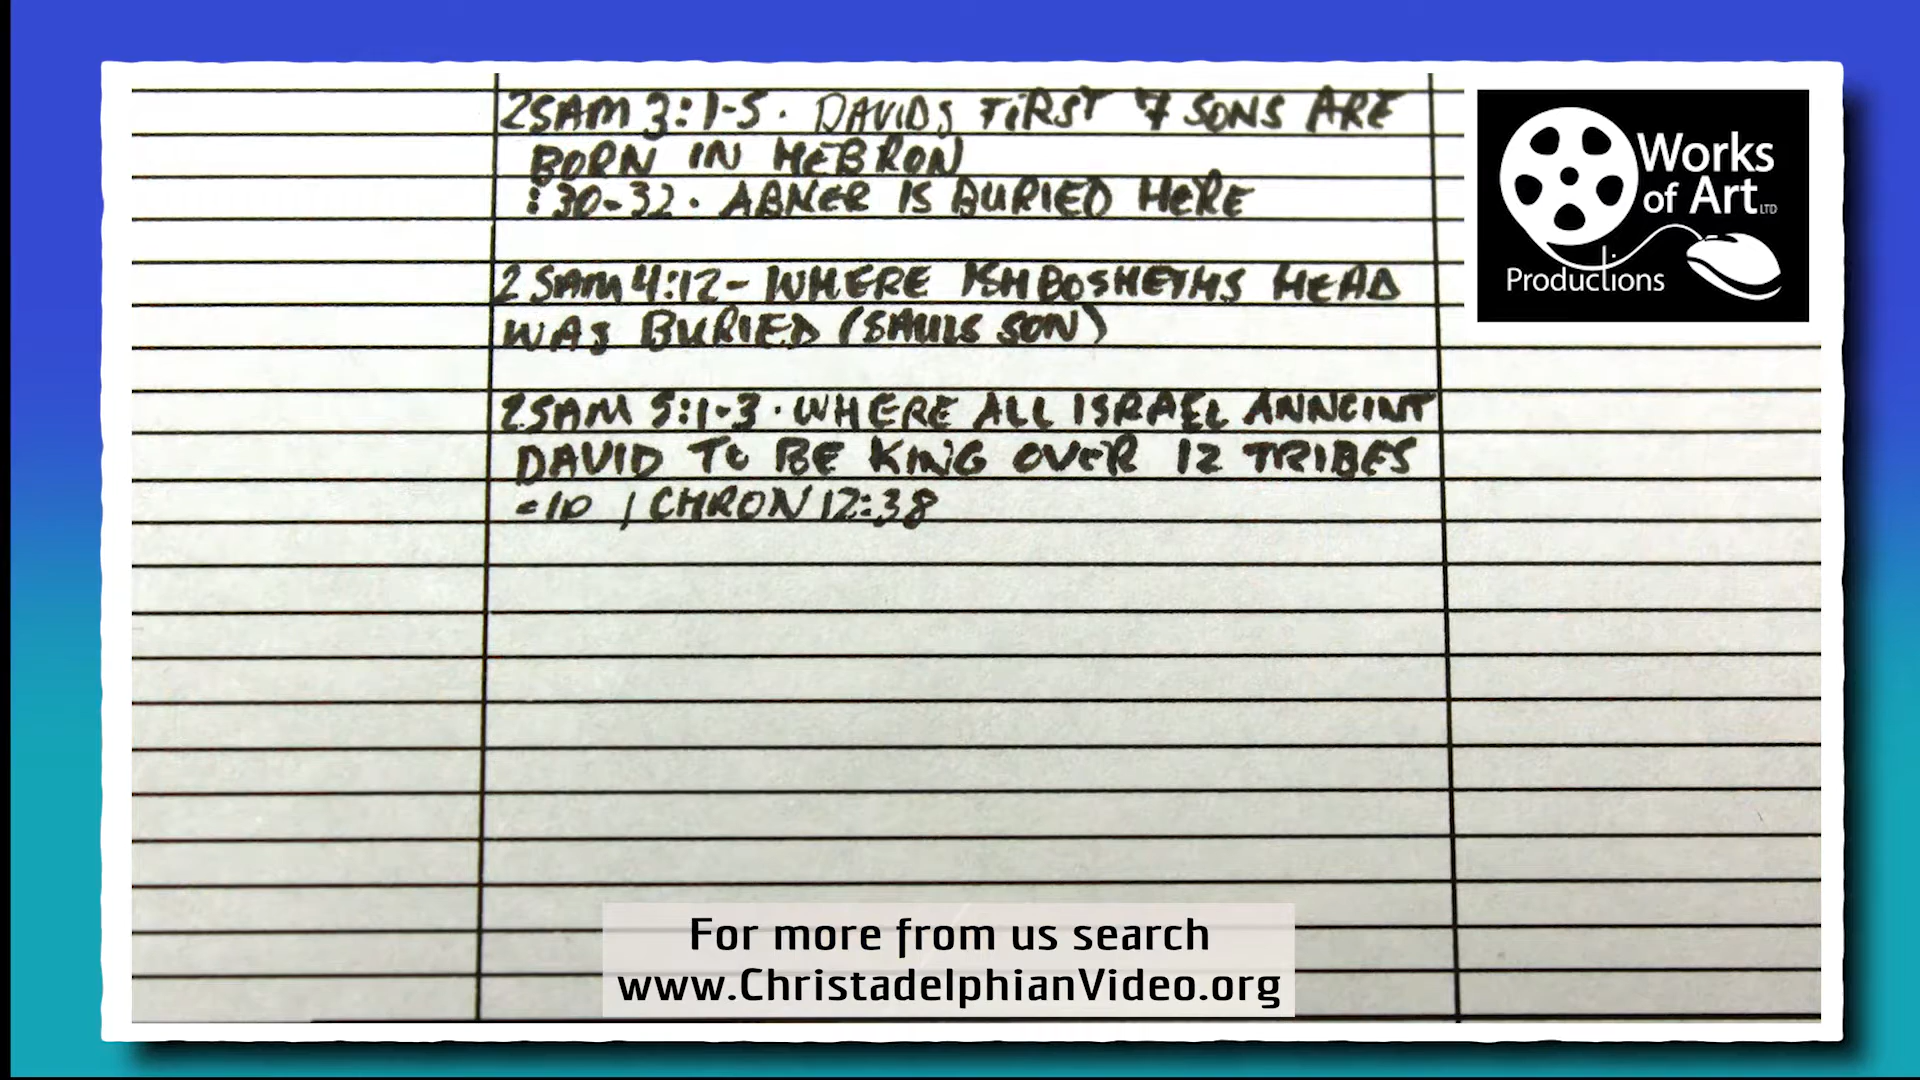 2SAM 3:1-5. DAVIDS FIRST 7 SONS ARE
BORN IN HEBRON
:30-32. ABNER IS BURIED HERE
2 SAM 4:12- WHERE ISHBOSHETHS HEAD
WAS BURIED (SAULS SON)
2SAM 5:1-3. WHERE ALL ISRAEL ANNOINT
DAVID TO BE KING OVER 12 TRIBES
1 CHRON 12:38
Works
of Art LTD
Productions
For more from us search
www.ChristadelphianVideo.org